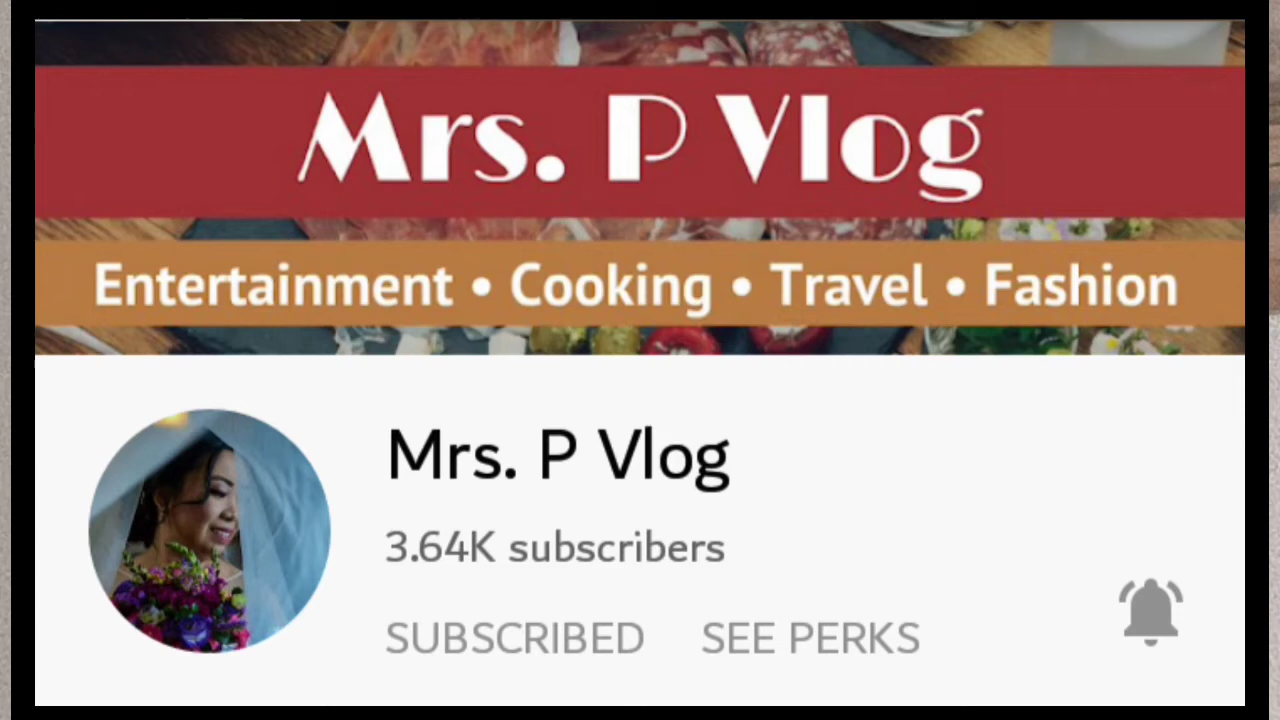 Mrs. P Vlog
Entertainment • Cooking • Travel • Fashion
Mrs. P Vlog
3.64K subscribers
SUBSCRIBED SEE PERKS